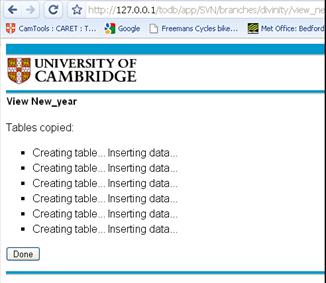 http://127.0.0.1/todb/app/SVN/branches/divinity/view_ne
CamTools : CARET : T... Google Freemans Cycles bike... Met Office: Bedford
UNIVERSITY OF
CAMBRIDGE
View New_year
Tables copied:
Creating table... Inserting data...
Creating table... Inserting data...
Creating table... Inserting data...
Creating table... Inserting data...
Creating table... Inserting data...
Creating table... Inserting data...
Done